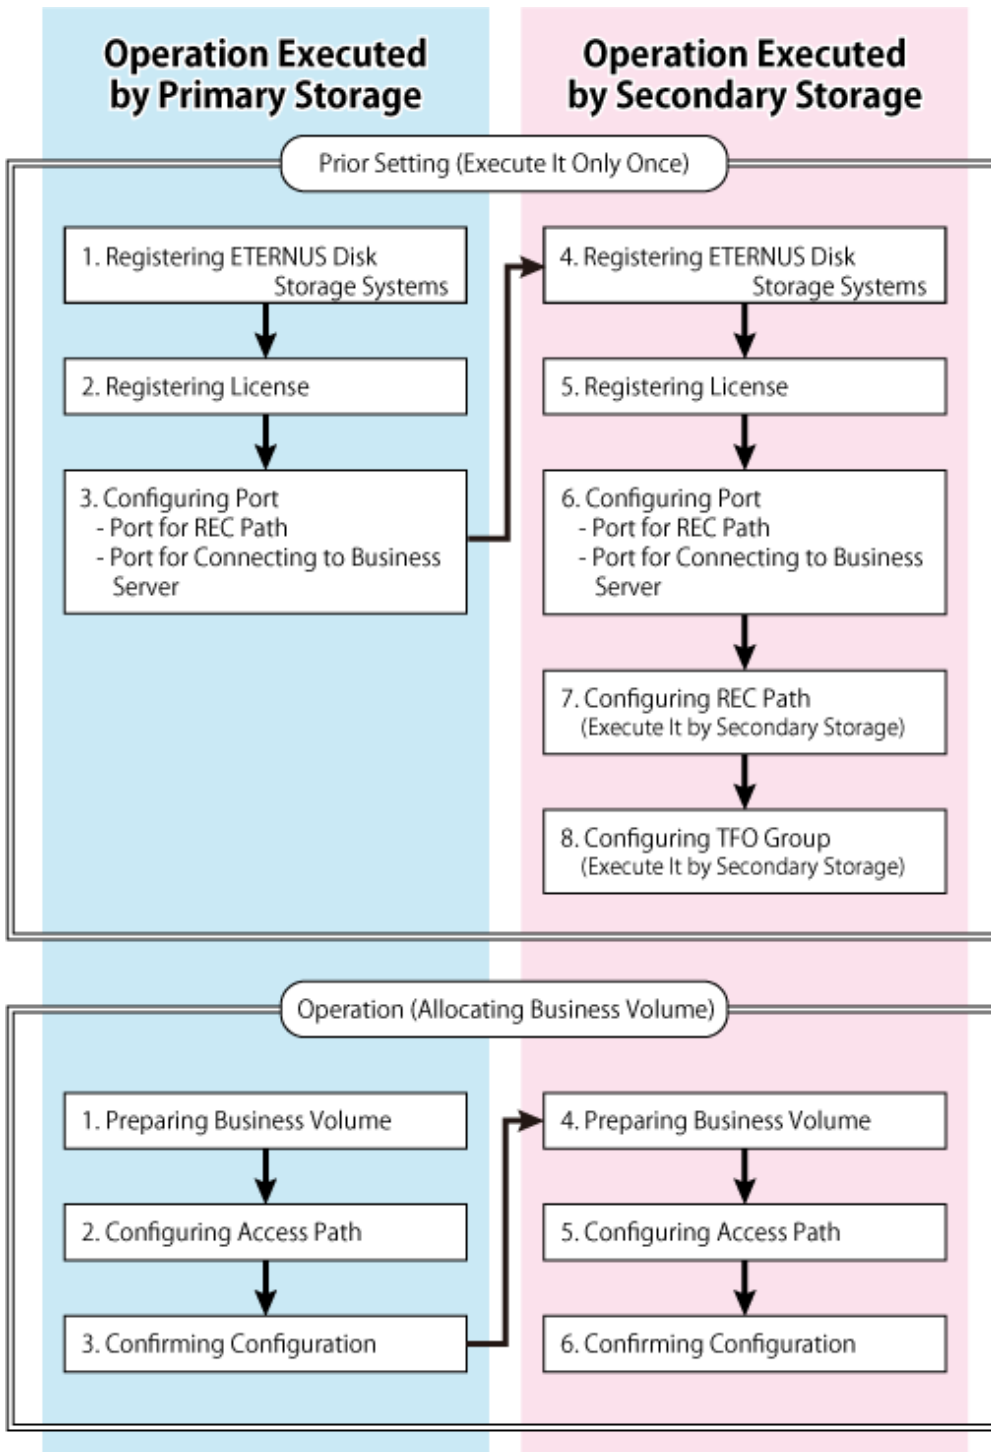 Operation Executed
by Primary Storage
Operation Executed
by Secondary Storage
Prior Setting (Execute It Only Once)
1. Registering ETERNUS Disk
Storage Systems
2. Registering License
3. Configuring Port
- Port for REC Path
- Port for Connecting to Business
Server
4. Registering ETERNUS Disk
Storage Systems
5. Registering License
6. Configuring Port
- Port for REC Path
- Port for Connecting to Business
Server
7. Configuring REC Path
(Execute It by Secondary Storage)
8. Configuring TFO Group
(Execute It by Secondary Storage)
Operation (Allocating Business Volume)
1. Preparing Business Volume
2. Configuring Access Path
3. Confirming Configuration
4. Preparing Business Volume
5. Configuring Access Path
6. Confirming Configuration